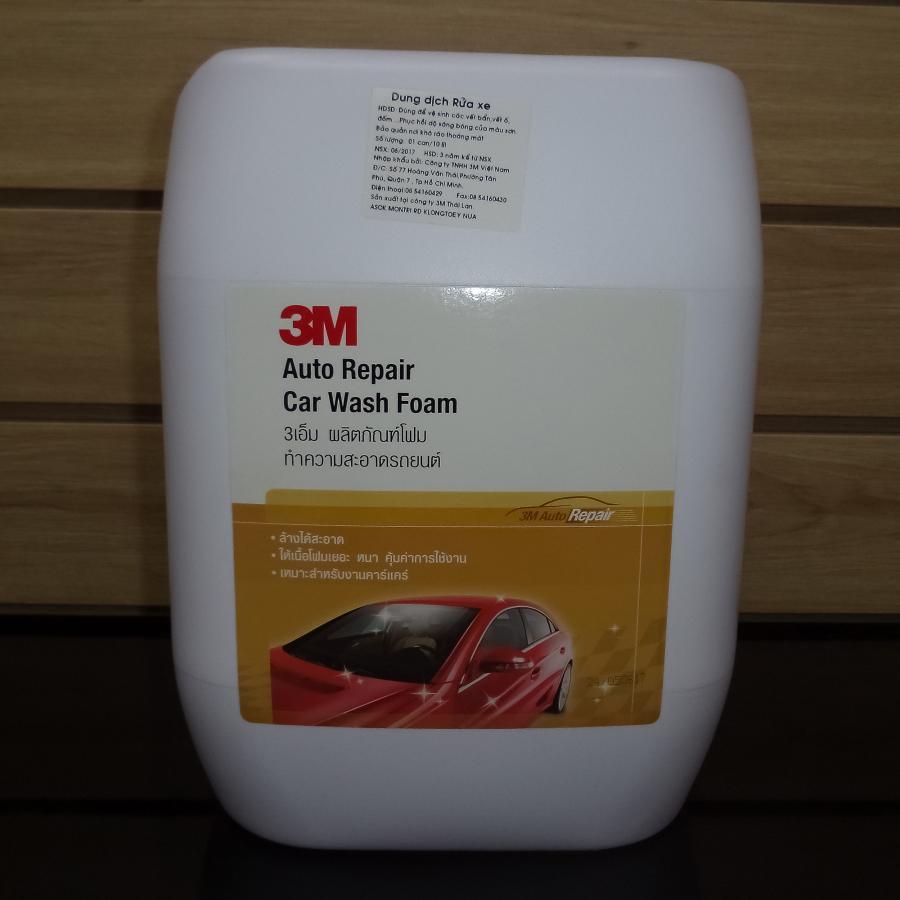 Dung dịch Rửa xe
HDSD: Dùng để vệ sinh các vết bẩn,vết ố,
đốm ...Phục hồi độ sáng bóng của màu sơn.
Bảo quản nơi khô ráo thoáng mát
Số lượng: 01 can/10 lít
NSX: 06/2017 HSD: 3 năm kể từ NSX
Nhập khẩu bởi: Công ty TNHH 3M Việt Nam
Đ/C: Số 77 Hoàng Văn Thái,Phường Tân
Phú, Quận 7 , Tp Hồ Chí Minh.
Điện thoại:08 54160429 Fax:08 54160430
Sản xuất tại công ty 3M Thái Lan.
ASOK MONTRI RD KLONGTOEY NUA
3M
Auto Repair
Car Wash Foam
3เอ็ม ผลิตภัณฑ์โฟม
ทำความสะอาดรถยนต์
3M Auto Repair
• ล้างได้สะอาด
• ได้เนื้อโฟมเยอะ หนา คุ้มค่าการใช้งาน
• เหมาะสำหรับงานคาร์แคร์